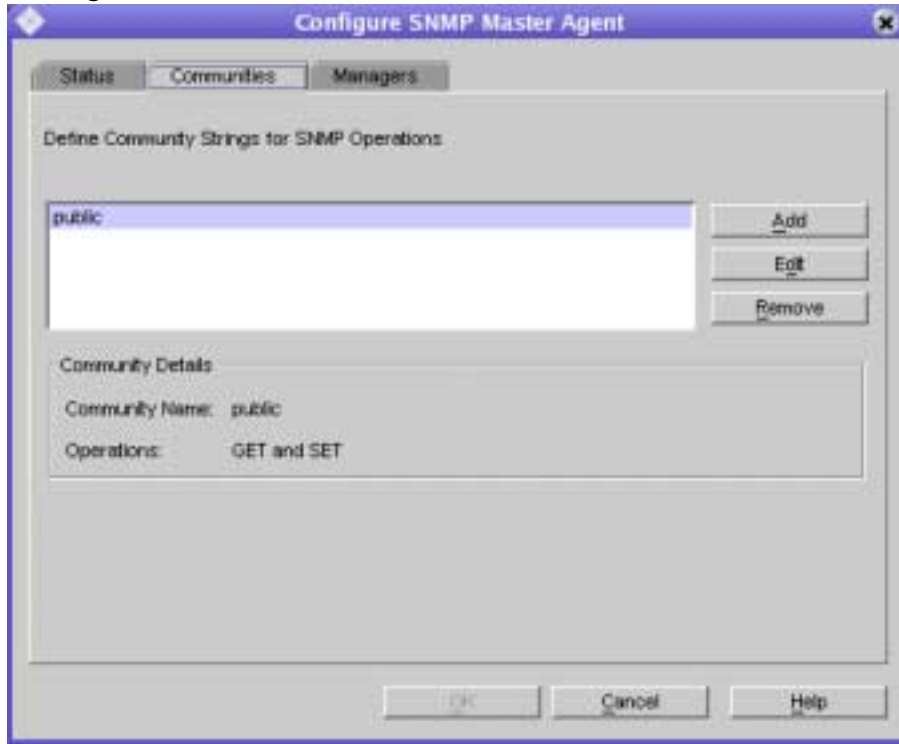 Configure SNMP Master Agent
Status Communities Managers
Define Community Strings for SNMP Operations
public
Add
Edit
Remove
Community Details
Community Name: public
Operations: GET and SET
OK Cancel Help